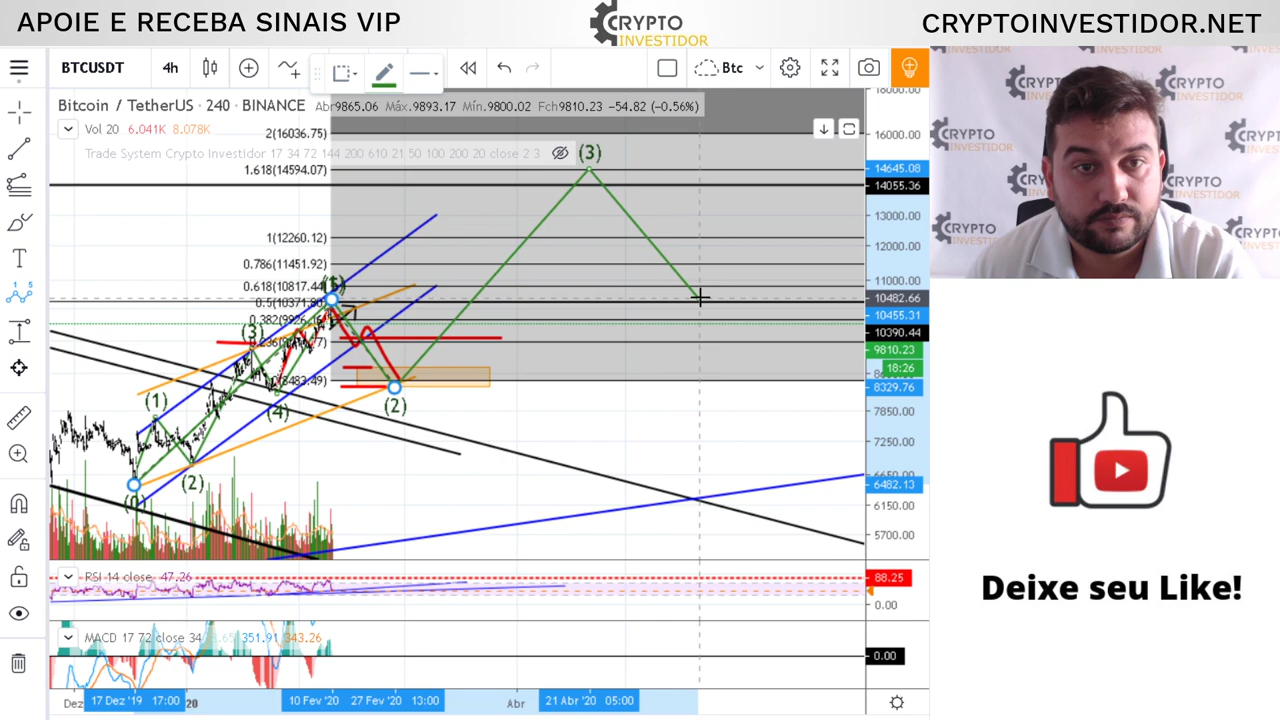 APOIE E RECEBA SINAIS VIP
CRYPTO
INVESTIDOR
CRYPTOINVESTIDOR.NET
BTCUSDT
4h
Btc
Bitcoin / TetherUS · 240 · BINANCE
Abr9865.06 Máx.9893.17 Mín.9800.02 Fch9810.23 −54.82 (−0.56%)
Vol 20 6.041K 8.078K
Trade System Crypto Investidor 17 34 72 144 200 610 21 50 100 200 20 close 2 3
2(16036.75)
1.618(14594.07)
1(12260.12)
0.786(11451.92)
0.618(10817.44)
(3)
(3)
(1)
(4)
(2)
(2)
16000.00
14645.08
14055.36
13000.00
12000.00
11000.00
10482.66
10455.31
10390.44
9810.23
18:26
8329.76
7850.00
7250.00
6482.13
6150.00
5700.00
RSI 14 close 47.26
88.25
0.00
MACD 17 72 close 34
351.91 343.26
0.00
Dez
17 Dez '19 17:00
20
10 Fev '20
27 Fev '20 13:00
Abr
21 Abr '20 05:00
CRYPTO
INVESTIDOR
Deixe seu Like!